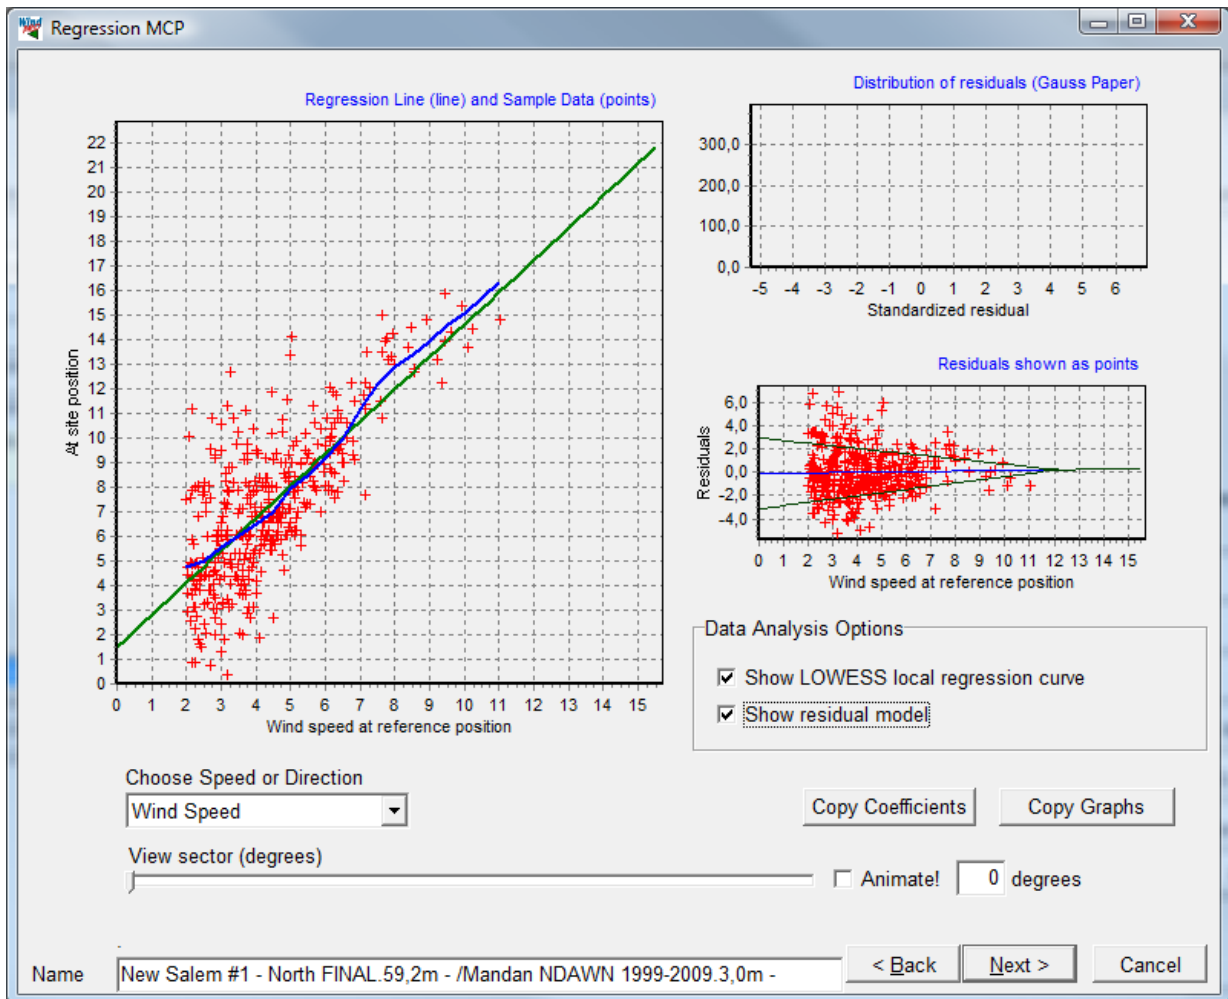 Wind
PRO
Regression MCP
Regression Line (line) and Sample Data (points)
22
21
20
19
18
17
16
15
14
13
12
11
10
9
8
7
6
5
4
3
2
1
0
At site position
0 1 2 3 4 5 6 7 8 9 10 11 12 13 14 15
Wind speed at reference position
Distribution of residuals (Gauss Paper)
300,0
200,0
100,0
0,0
-5 -4 -3 -2 -1 0 1 2 3 4 5 6
Standardized residual
Residuals shown as points
6,0
4,0
2,0
0,0
-2,0
-4,0
Residuals
0 1 2 3 4 5 6 7 8 9 10 11 12 13 14 15
Wind speed at reference position
Data Analysis Options
Show LOWESS local regression curve
Show residual model
Choose Speed or Direction
Wind Speed
Copy Coefficients
Copy Graphs
View sector (degrees)
Animate!
0 degrees
.
Name
New Salem #1 - North FINAL.59,2m - /Mandan NDAWN 1999-2009.3,0m -
< Back
Next >
Cancel